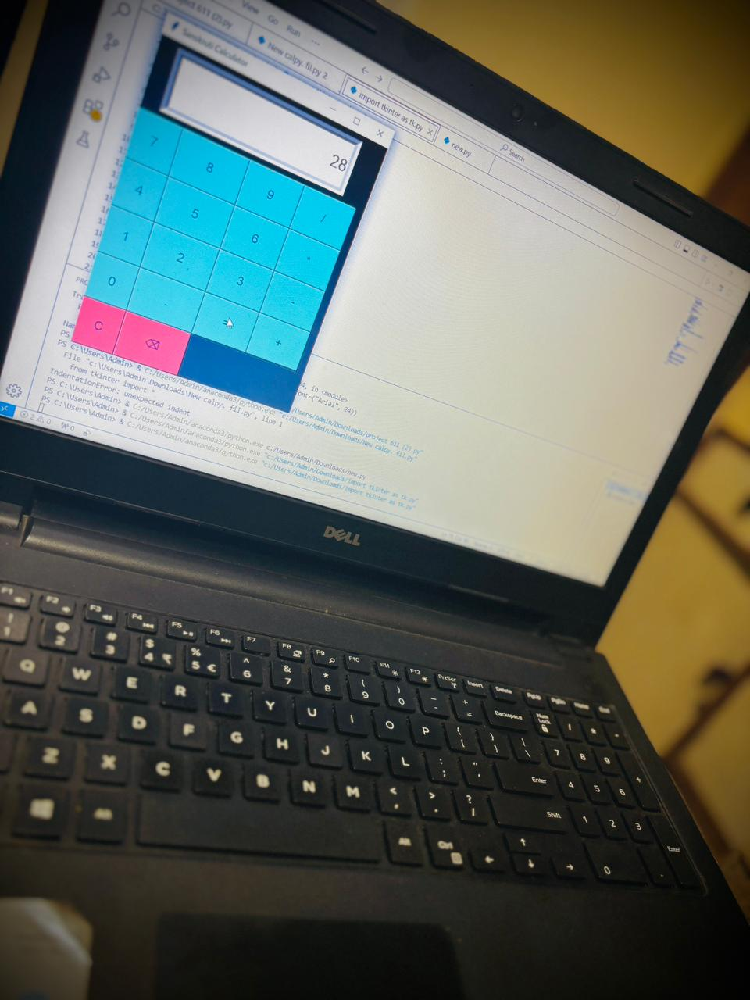 View Go Run ...
project 611 (2).py
New calpy. fil.py 2
import tkinter as tk.py
new.py
Search
Calculator
28
7 8 9 /
4 5 6 *
1 2 3 -
0 . = +
C ⌫
4, in <module>
ont=("Arial", 24))
PS C:\Users\Admin> & C:/Users/Admin/anaconda3/python.exe "c:/Users/Admin/Downloads/New calpy. fil.py"
File "c:\Users\Admin\Downloads\New calpy. fil.py", line 1
from tkinter import *
IndentationError: unexpected indent
PS C:\Users\Admin> & C:/Users/Admin/anaconda3/python.exe c:/Users/Admin/Downloads/new.py
PS C:\Users\Admin> & C:/Users/Admin/anaconda3/python.exe "c:/Users/Admin/Downloads/import tkinter as tk.py"
PS C:\Users\Admin> & C:/Users/Admin/anaconda3/python.exe "c:/Users/Admin/Downloads/import tkinter as tk.py"
2 0 0
DELL
F1 F2 F3 F4 F5 F6 F7 F8 F9 F10 F11 F12 PrtScr Insert Delete PgUp PgDn Home End
! 1 @ 2 # 3 $ 4 ₹ % 5 € ^ 6 & 7 * 8 ( 9 ) 0 _ - + = Backspace Num Lock / * -
Q W E R T Y U I O P { [ } ] | \ 7 8 9 +
A S D F G H J K L : ; " ' Enter 4 5 6
Z X C V B N M < , > . ? / Shift 1 2 3 Enter
Alt Alt Ctrl ← ↑ ↓ → 0 .